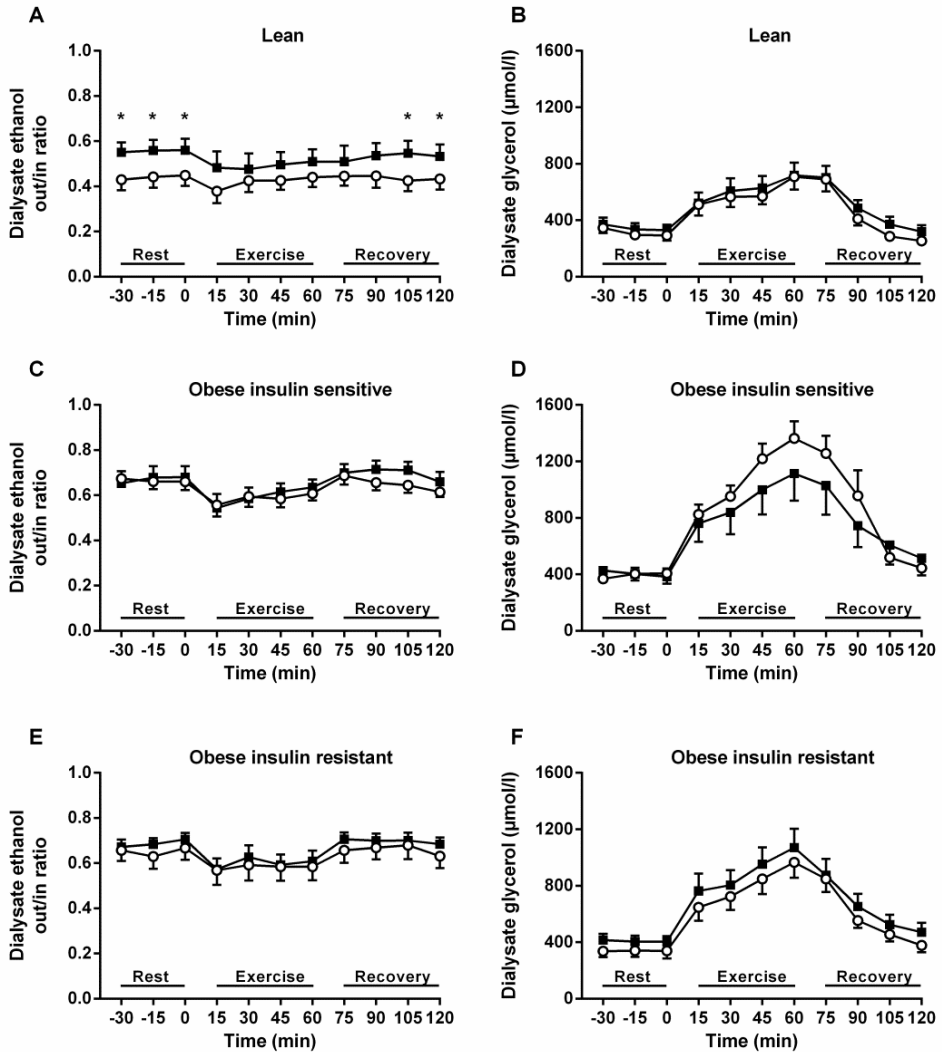 A
Lean
Dialysate ethanol
out/in ratio
1.0
0.8
0.6
0.4
0.2
0.0
* * * * *
Rest Exercise Recovery
-30 -15 0 15 30 45 60 75 90 105 120
Time (min)
B
Lean
Dialysate glycerol (µmol/l)
1600
1200
800
400
0
Rest Exercise Recovery
-30 -15 0 15 30 45 60 75 90 105 120
Time (min)
C
Obese insulin sensitive
Dialysate ethanol
out/in ratio
1.0
0.8
0.6
0.4
0.2
0.0
Rest Exercise Recovery
-30 -15 0 15 30 45 60 75 90 105 120
Time (min)
D
Obese insulin sensitive
Dialysate glycerol (µmol/l)
1600
1200
800
400
0
Rest Exercise Recovery
-30 -15 0 15 30 45 60 75 90 105 120
Time (min)
E
Obese insulin resistant
Dialysate ethanol
out/in ratio
1.0
0.8
0.6
0.4
0.2
0.0
Rest Exercise Recovery
-30 -15 0 15 30 45 60 75 90 105 120
Time (min)
F
Obese insulin resistant
Dialysate glycerol (µmol/l)
1600
1200
800
400
0
Rest Exercise Recovery
-30 -15 0 15 30 45 60 75 90 105 120
Time (min)